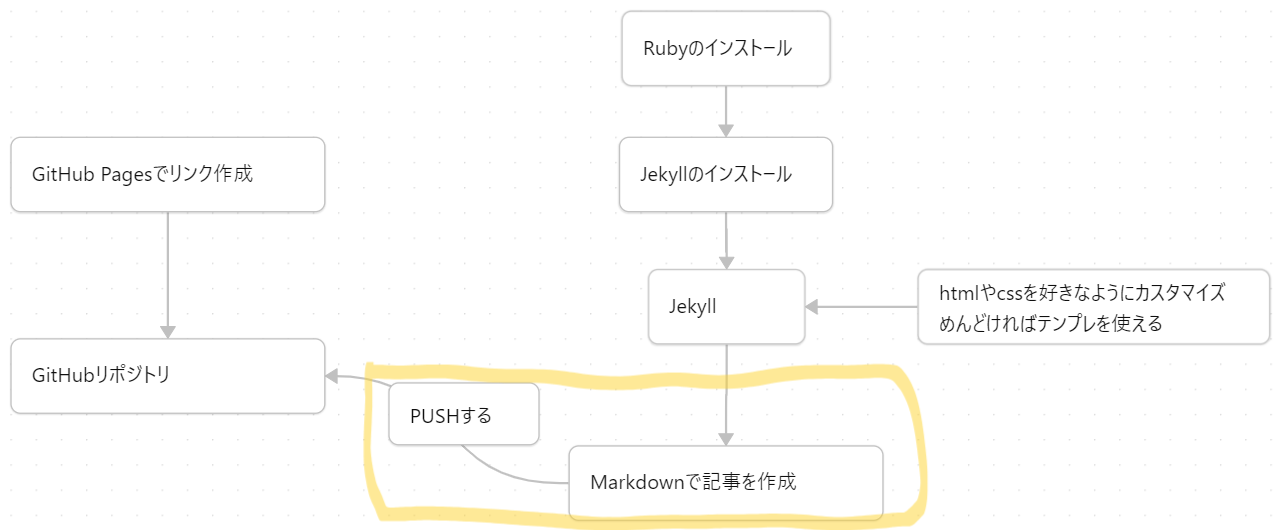 Rubyのインストール
GitHub Pagesでリンク作成
Jekyllのインストール
Jekyll
htmlやcssを好きなようにカスタマイズ
めんどければテンプレを使える
GitHubリポジトリ
PUSHする
Markdownで記事を作成